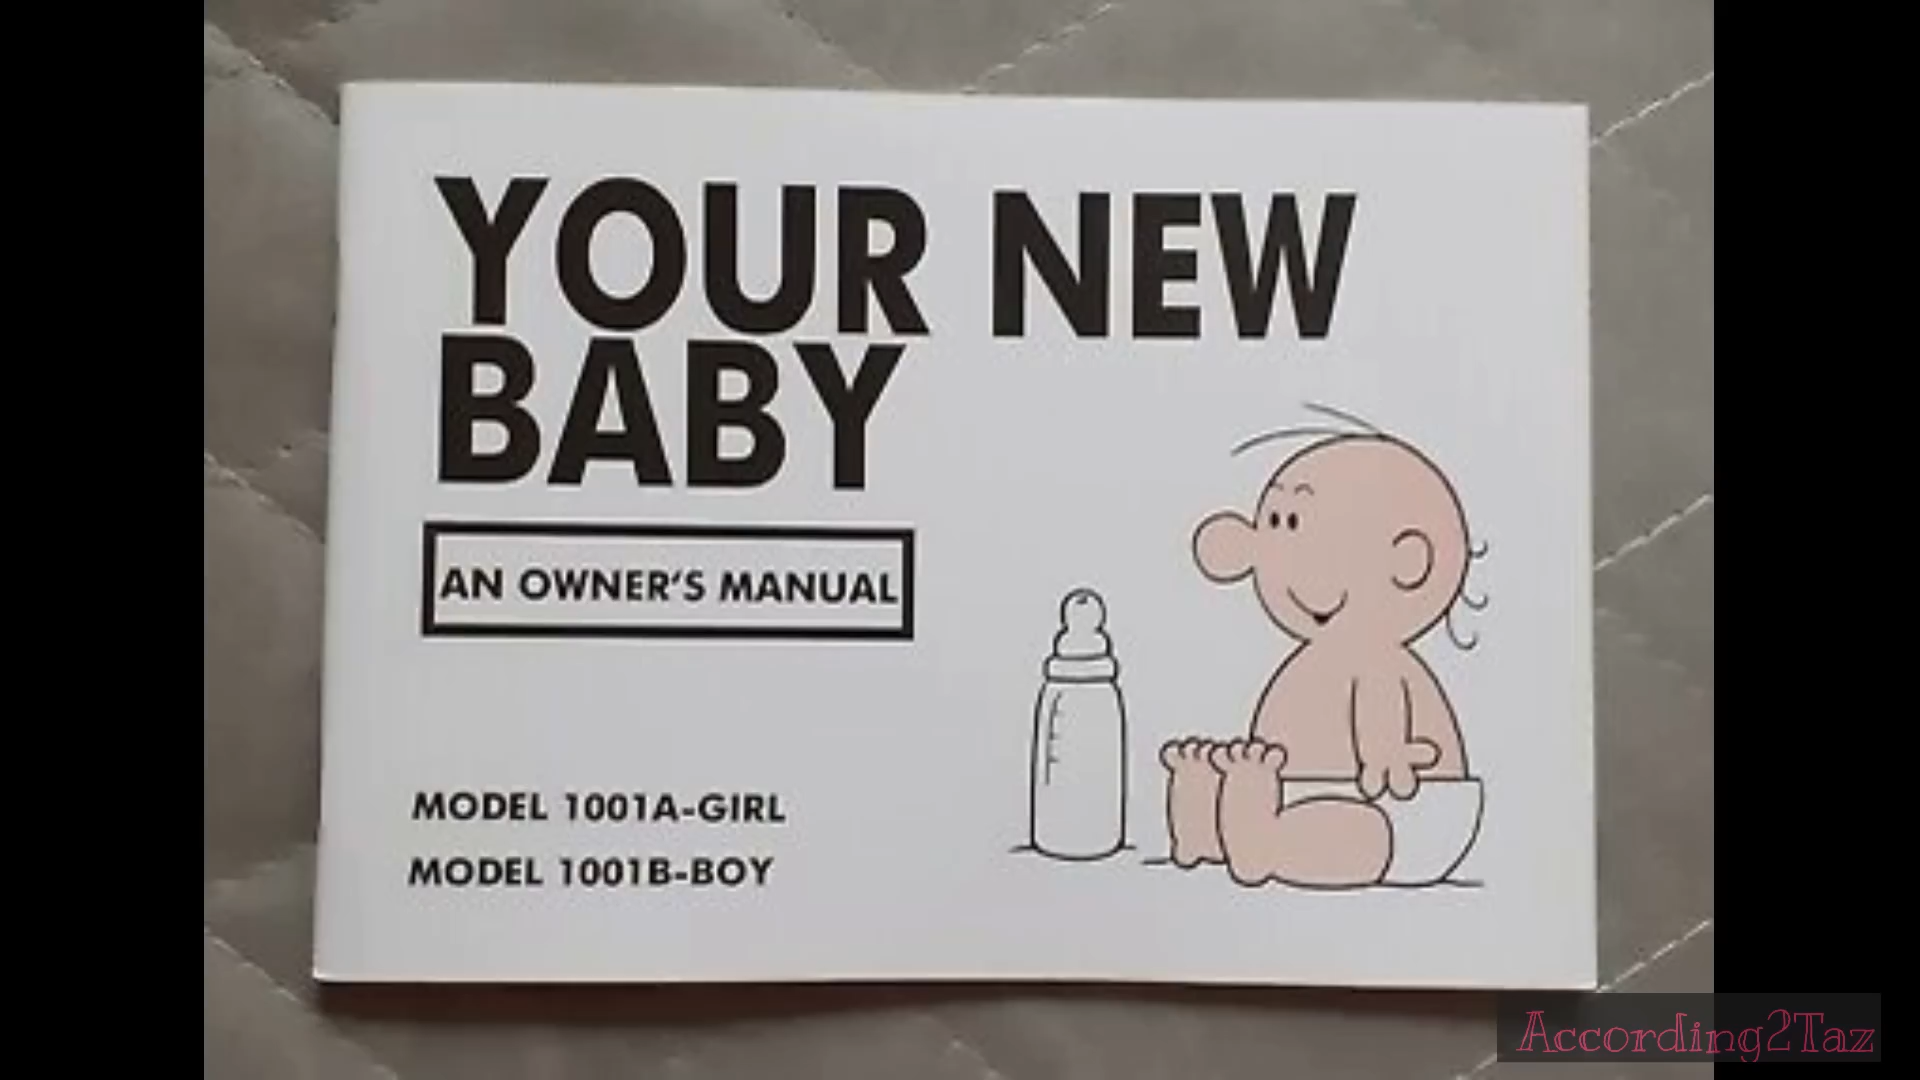 YOUR NEW
BABY
AN OWNER'S MANUAL
MODEL 1001A-GIRL
MODEL 1001B-BOY
According2Taz